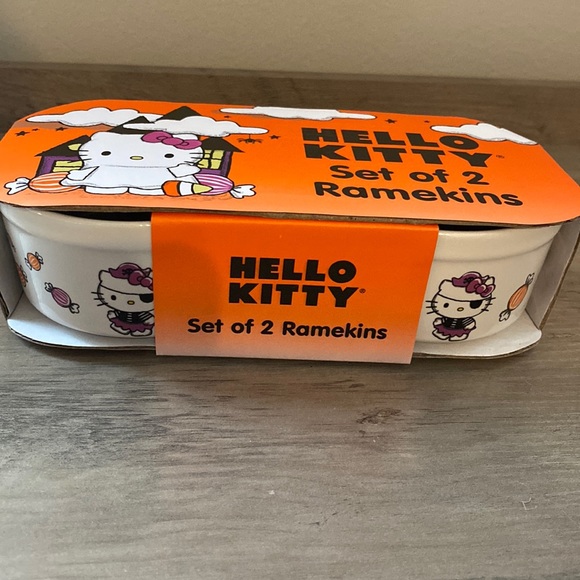 HELLO
KITTY®
Set of 2
Ramekins
HELLO
KITTY®
Set of 2 Ramekins